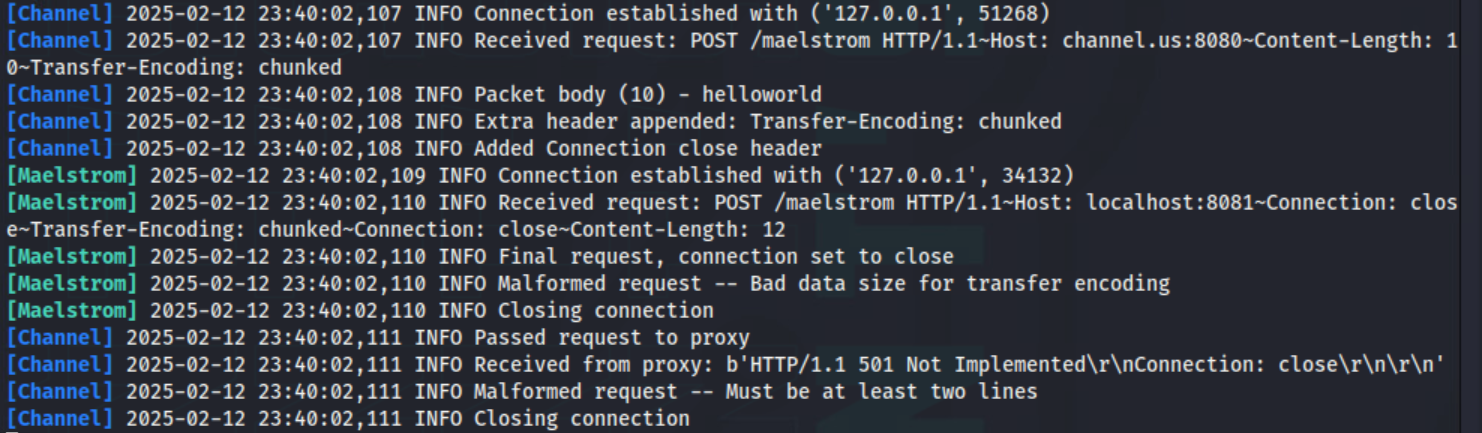 [Channel] 2025-02-12 23:40:02,107 INFO Connection established with ('127.0.0.1', 51268)
[Channel] 2025-02-12 23:40:02,107 INFO Received request: POST /maelstrom HTTP/1.1~Host: channel.us:8080~Content-Length: 1
0~Transfer-Encoding: chunked
[Channel] 2025-02-12 23:40:02,108 INFO Packet body (10) - helloworld
[Channel] 2025-02-12 23:40:02,108 INFO Extra header appended: Transfer-Encoding: chunked
[Channel] 2025-02-12 23:40:02,108 INFO Added Connection close header
[Maelstrom] 2025-02-12 23:40:02,109 INFO Connection established with ('127.0.0.1', 34132)
[Maelstrom] 2025-02-12 23:40:02,110 INFO Received request: POST /maelstrom HTTP/1.1~Host: localhost:8081~Connection: clos
e~Transfer-Encoding: chunked~Connection: close~Content-Length: 12
[Maelstrom] 2025-02-12 23:40:02,110 INFO Final request, connection set to close
[Maelstrom] 2025-02-12 23:40:02,110 INFO Malformed request -- Bad data size for transfer encoding
[Maelstrom] 2025-02-12 23:40:02,110 INFO Closing connection
[Channel] 2025-02-12 23:40:02,111 INFO Passed request to proxy
[Channel] 2025-02-12 23:40:02,111 INFO Received from proxy: b'HTTP/1.1 501 Not Implemented\r\nConnection: close\r\n\r\n'
[Channel] 2025-02-12 23:40:02,111 INFO Malformed request -- Must be at least two lines
[Channel] 2025-02-12 23:40:02,111 INFO Closing connection